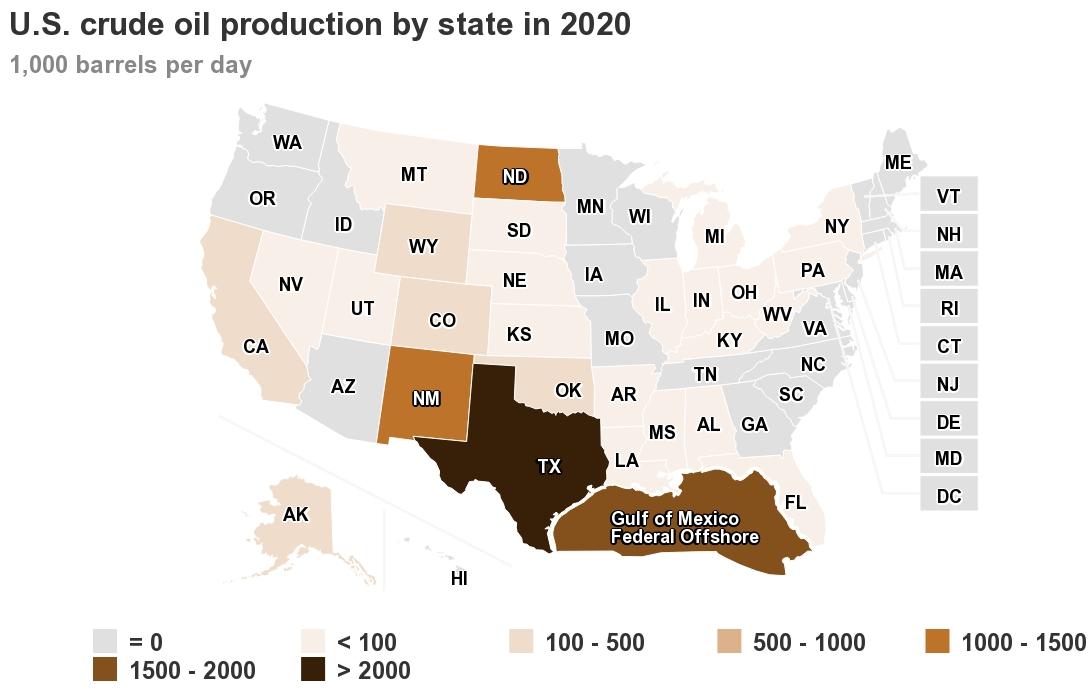 U.S. crude oil production by state in 2020
1,000 barrels per day
WA
ME
MT
ND
VT
OR
MN
ID
SD
WI
NY
NH
WY
MI
MA
NV
NE
IA
PA
UT
IL
IN
OH
RI
CO
WV
KS
MO
KY
VA
CA
CT
NC
AZ
NM
OK
AR
TN
SC
NJ
MS
AL
GA
DE
TX
LA
MD
FL
DC
AK
Gulf of Mexico
Federal Offshore
HI
= 0
< 100
100 - 500
500 - 1000
1000 - 1500
1500 - 2000
> 2000